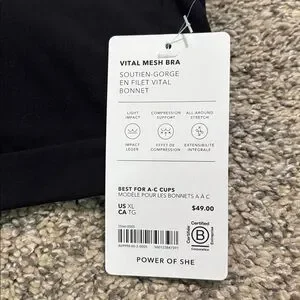 VITAL MESH BRA
SOUTIEN-GORGE
EN FILET VITAL
BONNET
LIGHT
IMPACT
COMPRESSION
SUPPORT
ALL AROUND
STRETCH
IMPACT
LÉGER
EFFET DE
COMPRESSION
EXTENSIBILITÉ
INTÉGRALE
BEST FOR A-C CUPS
MODÈLE POUR LES BONNETS A À C
US XL
CA TG
$49.00
Certified
B
Corporation
Certifiée
Entreprise
POWER OF SHE